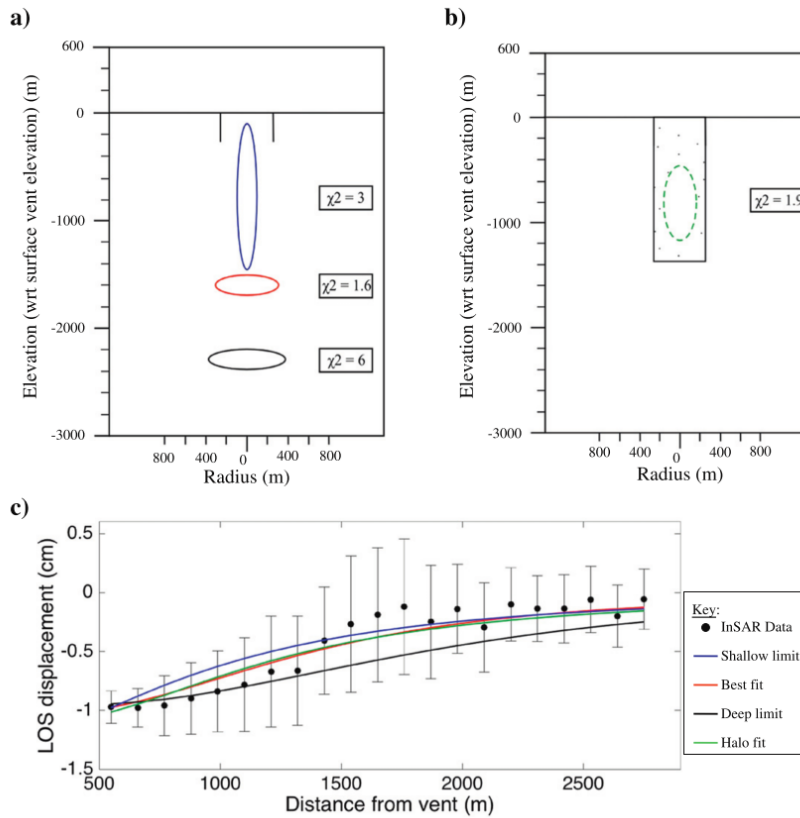 a)
600
0
-1000
-2000
-3000
Elevation (wrt surface vent elevation) (m)
χ2 = 3
χ2 = 1.6
χ2 = 6
800 400 0 400 800
Radius (m)
b)
600
0
-1000
-2000
-3000
Elevation (wrt surface vent elevation) (m)
χ2 = 1.9
800 400 0 400 800
Radius (m)
c)
0.5
0
-0.5
-1
-1.5
LOS displacement (cm)
500 1000 1500 2000 2500
Distance from vent (m)
Key:
InSAR Data
Shallow limit
Best fit
Deep limit
Halo fit